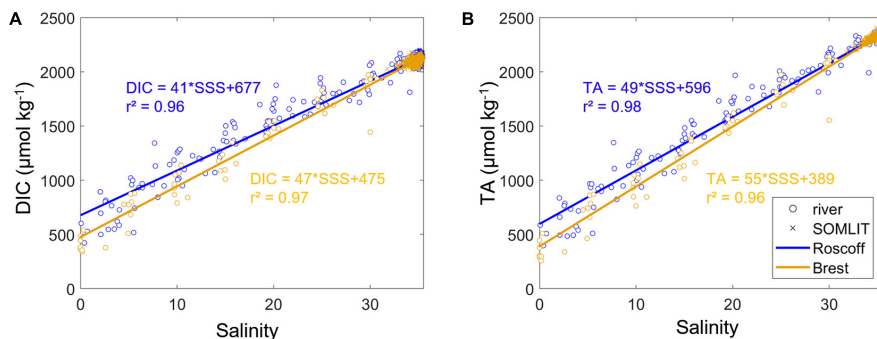 A
2500
2000
1500
1000
500
0
DIC (µmol kg⁻¹)
DIC = 41*SSS+677
r² = 0.96
DIC = 47*SSS+475
r² = 0.97
0
10
20
30
Salinity
B
2500
2000
1500
1000
500
0
TA (µmol kg⁻¹)
TA = 49*SSS+596
r² = 0.98
TA = 55*SSS+389
r² = 0.96
river
SOMLIT
Roscoff
Brest
0
10
20
30
Salinity